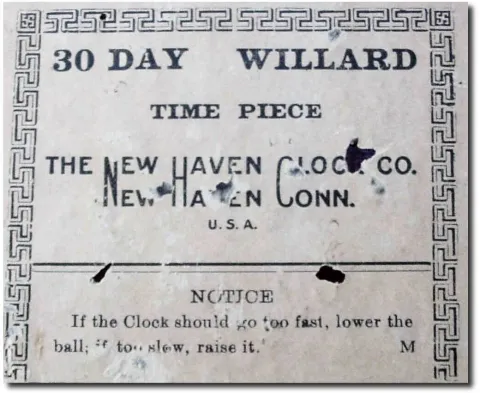 30 DAY WILLARD
TIME PIECE
THE NEW HAVEN CLOCK CO.
NEW HAVEN CONN.
U. S. A.
NOTICE
If the Clock should go too fast, lower the
ball; if too slow, raise it. M